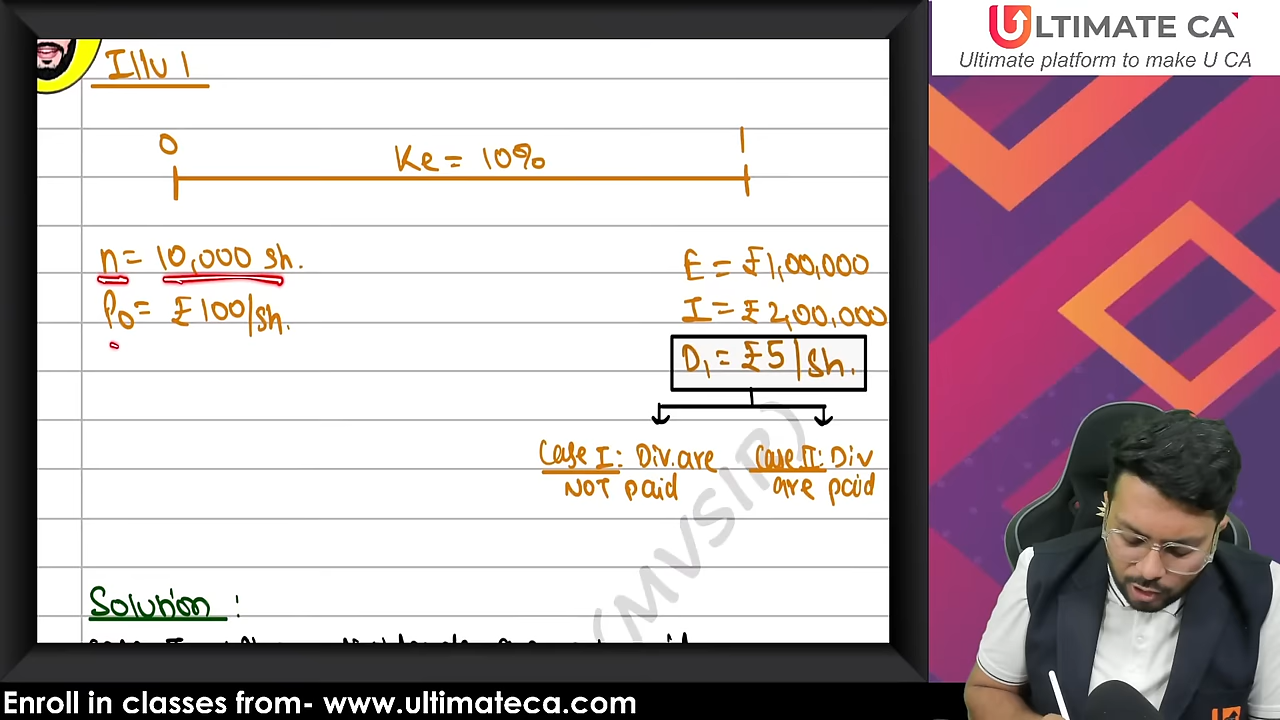 ULTIMATE CA
Ultimate platform to make U CA
Illu 1
0
Ke = 10%
1
n = 10,000 sh.
P0 = ₹100/sh.
E = ₹1,00,000
I = ₹2,00,000
D1 = ₹5/sh.
Case I: Div. are NOT paid
Case II: Div are paid
(MVSIR)
Solution :
Enroll in classes from- www.ultimateca.com